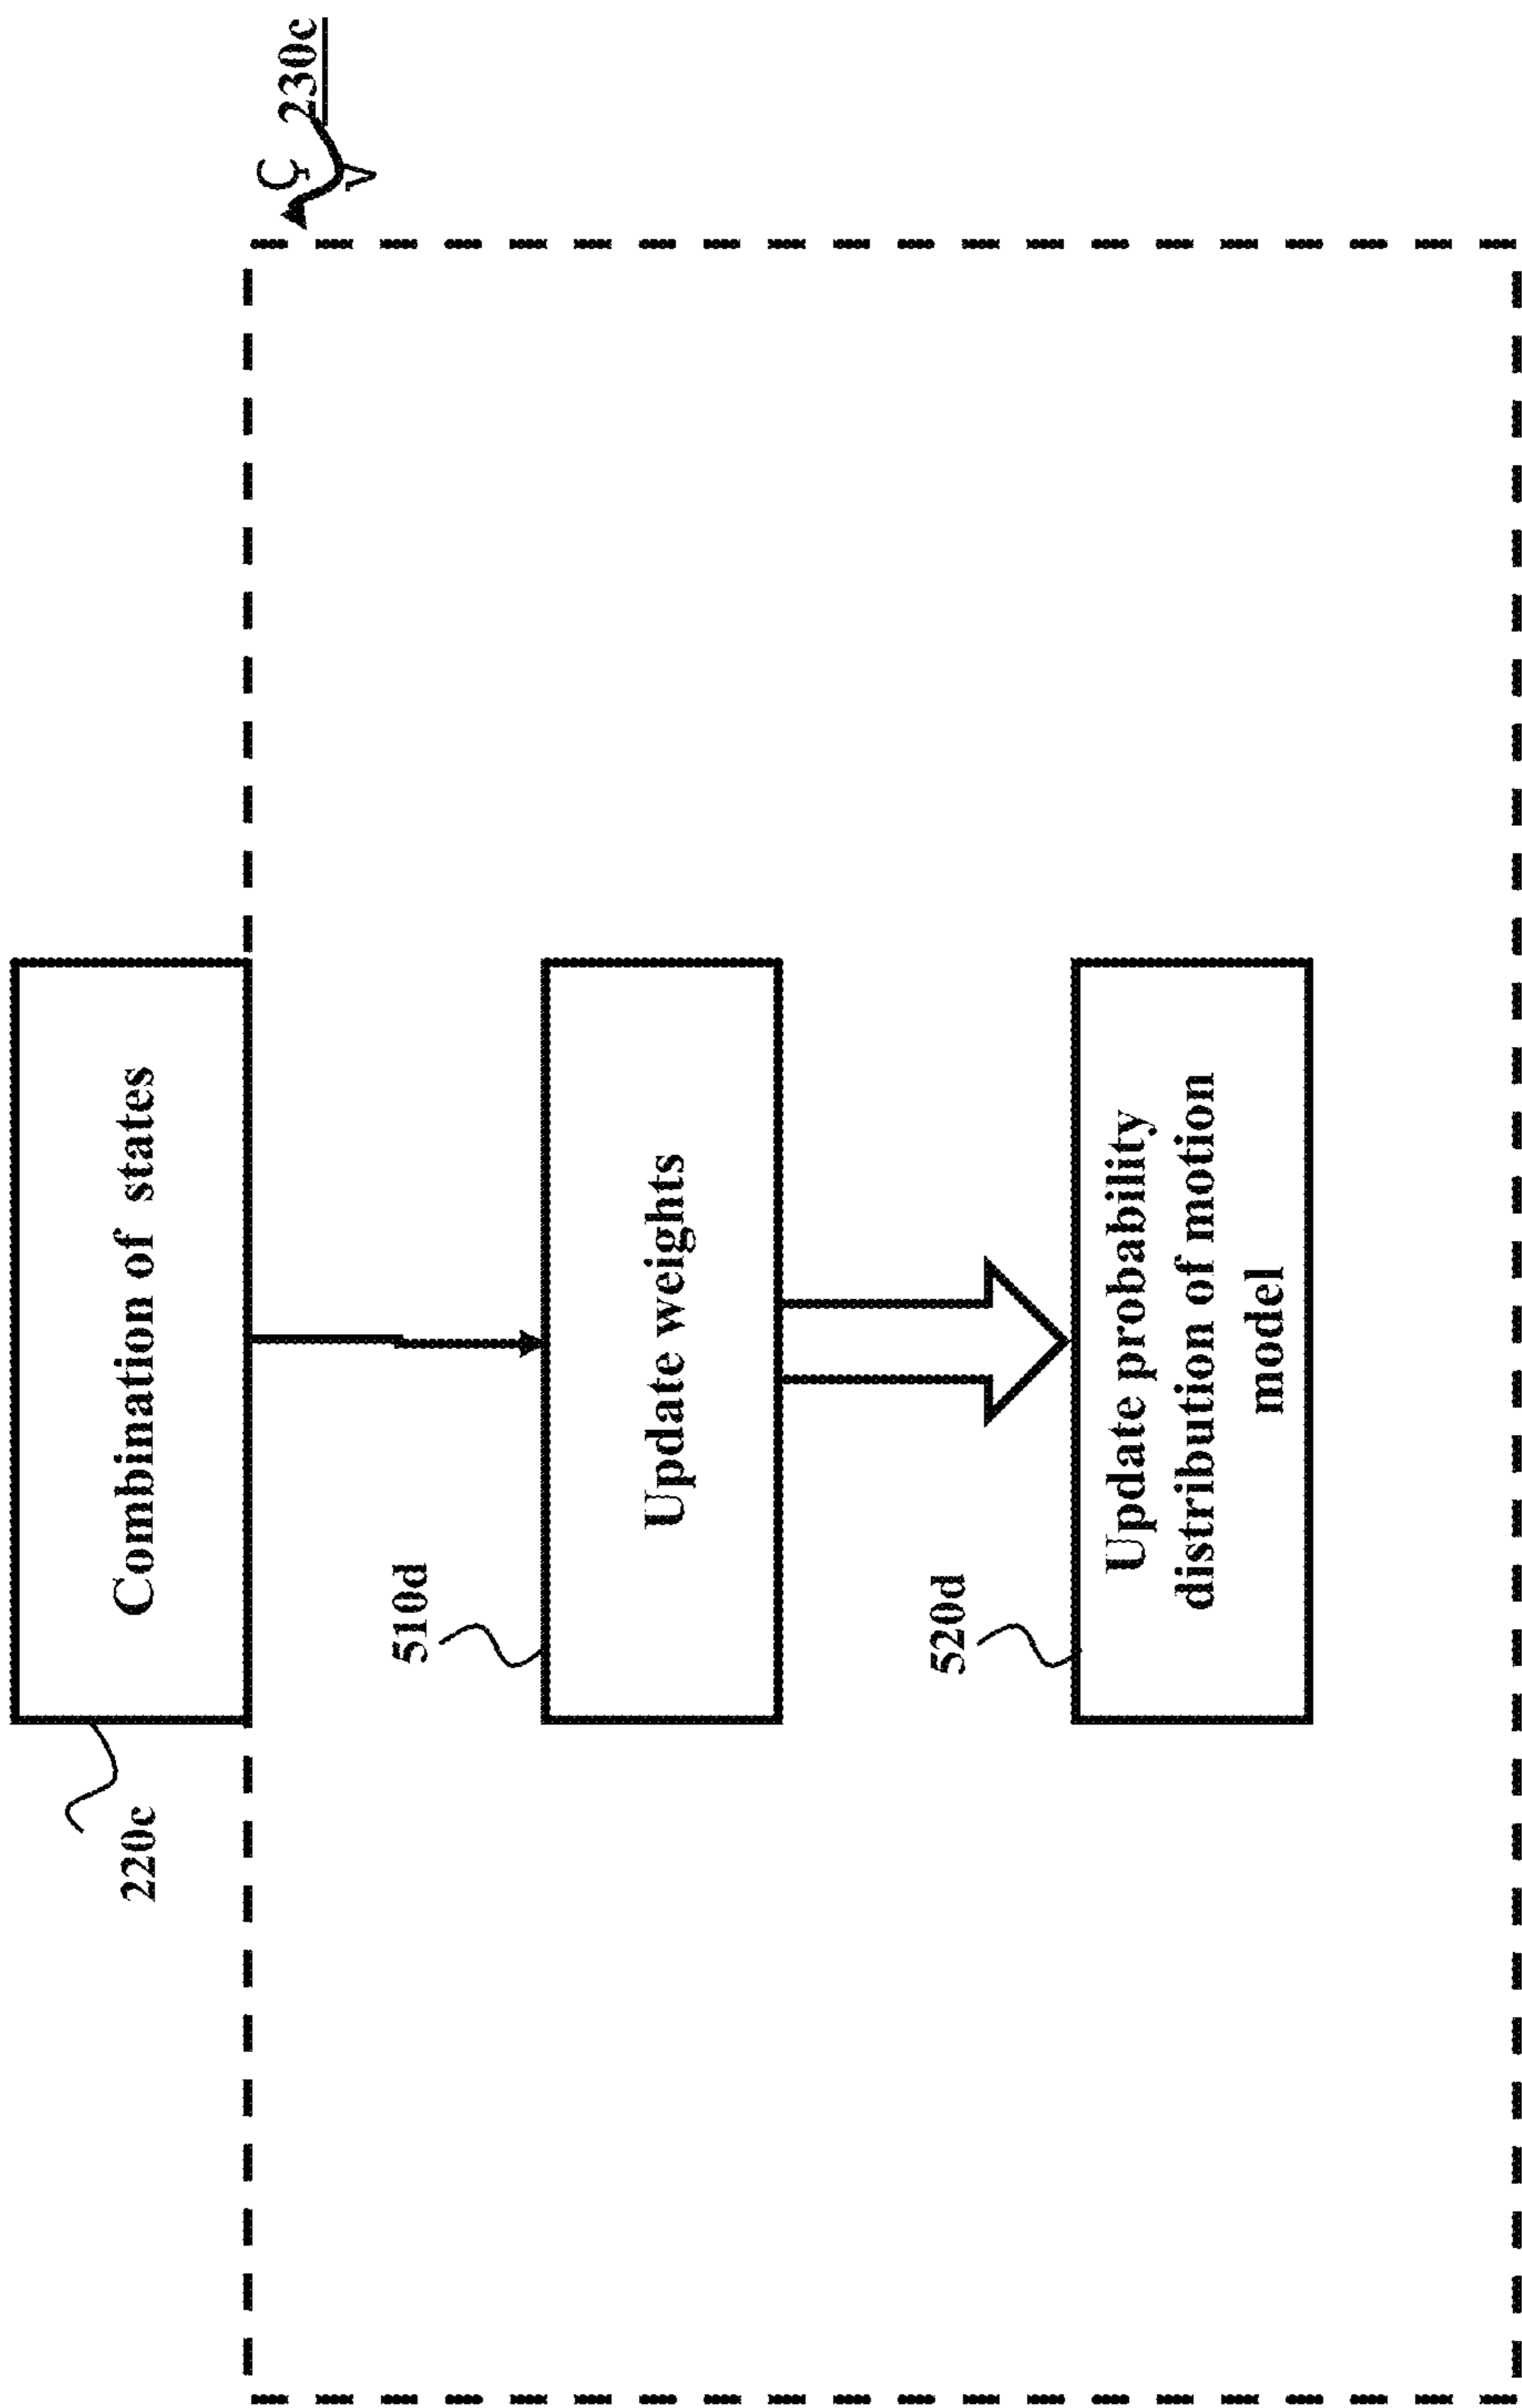 230c
Combination of states
220c
510d
Update weights
520d
Update probability
distribution of motion
model